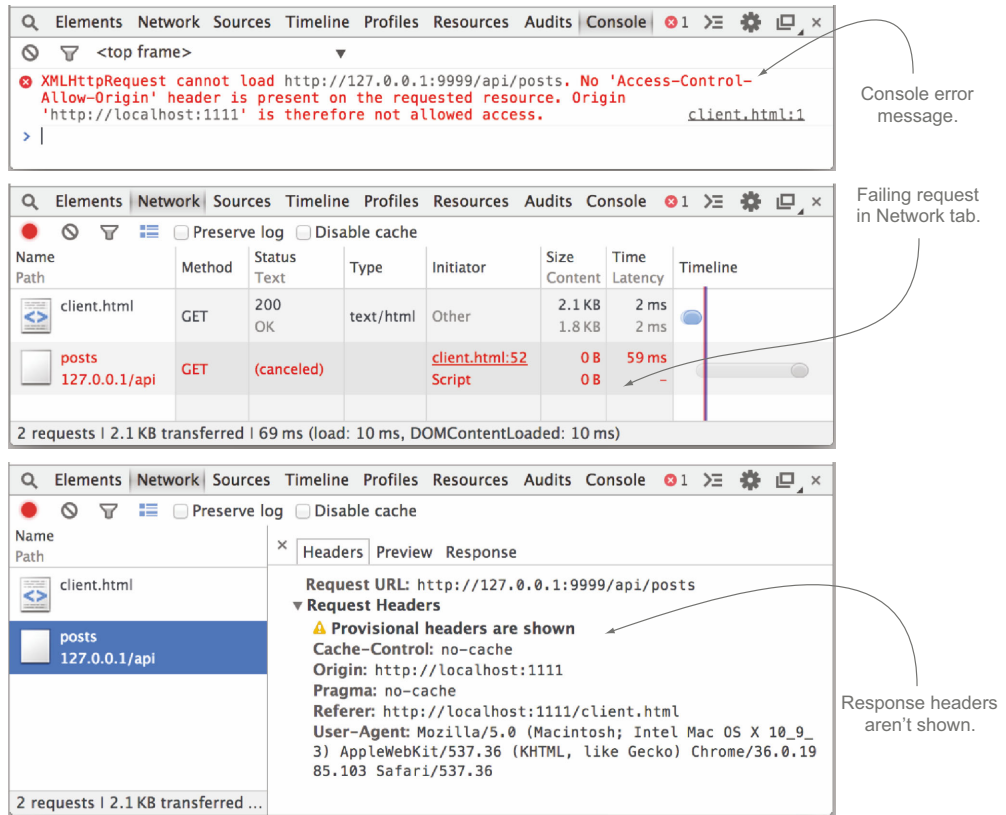 Elements Network Sources Timeline Profiles Resources Audits Console 1
<top frame>
XMLHttpRequest cannot load http://127.0.0.1:9999/api/posts. No 'Access-Control-
Allow-Origin' header is present on the requested resource. Origin
'http://localhost:1111' is therefore not allowed access. client.html:1
>
Console error
message.
Elements Network Sources Timeline Profiles Resources Audits Console 1
Preserve log Disable cache
Name Path Method Status Text Type Initiator Size Content Time Latency Timeline
client.html GET 200 OK text/html Other 2.1 KB 1.8 KB 2 ms 2 ms
posts 127.0.0.1/api GET (canceled) client.html:52 Script 0 B 0 B 59 ms –
2 requests | 2.1 KB transferred | 69 ms (load: 10 ms, DOMContentLoaded: 10 ms)
Failing request
in Network tab.
Elements Network Sources Timeline Profiles Resources Audits Console 1
Preserve log Disable cache
Name
Path
client.html
posts
127.0.0.1/api
2 requests | 2.1 KB transferred ...
× Headers Preview Response
Request URL: http://127.0.0.1:9999/api/posts
Request Headers
Provisional headers are shown
Cache-Control: no-cache
Origin: http://localhost:1111
Pragma: no-cache
Referer: http://localhost:1111/client.html
User-Agent: Mozilla/5.0 (Macintosh; Intel Mac OS X 10_9_
3) AppleWebKit/537.36 (KHTML, like Gecko) Chrome/36.0.19
85.103 Safari/537.36
Response headers
aren't shown.